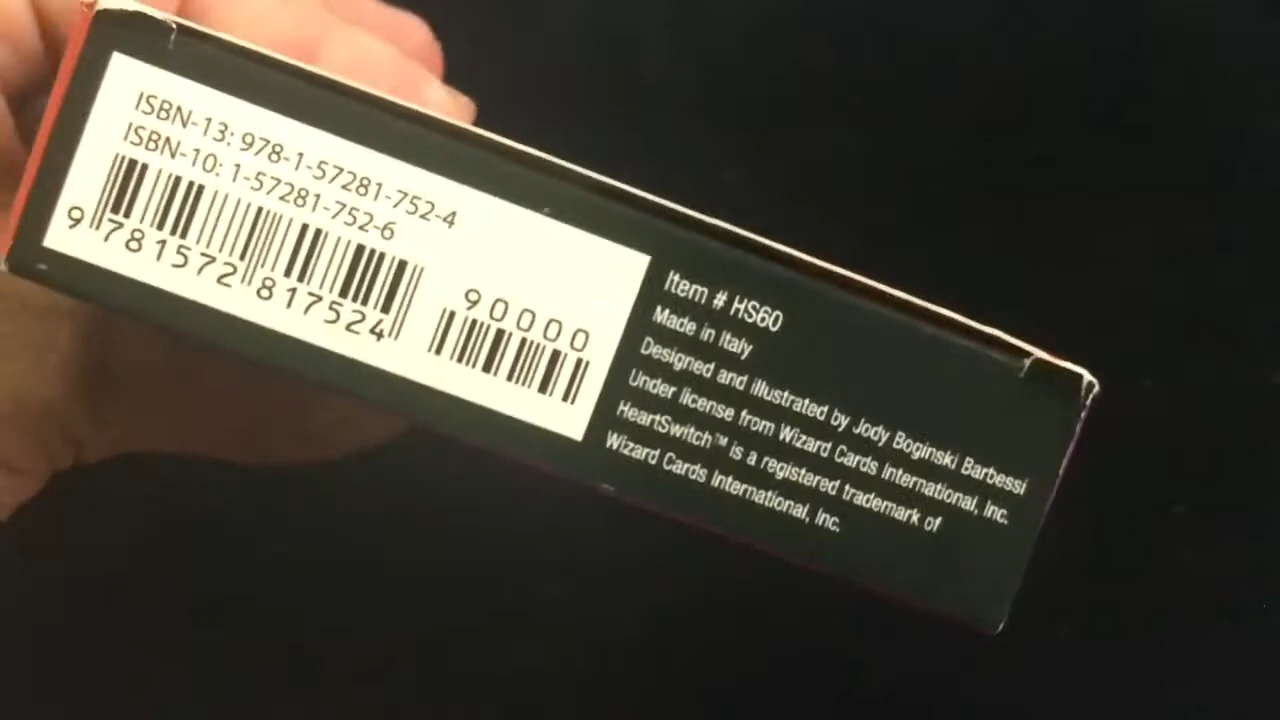 ISBN-13: 978-1-57281-752-4
ISBN-10: 1-57281-752-6
9 781572 817524
90000
Item # HS60
Made in Italy
Designed and illustrated by Jody Boginski Barbessi
Under license from Wizard Cards International, Inc.
HeartSwitch™ is a registered trademark of
Wizard Cards International, Inc.